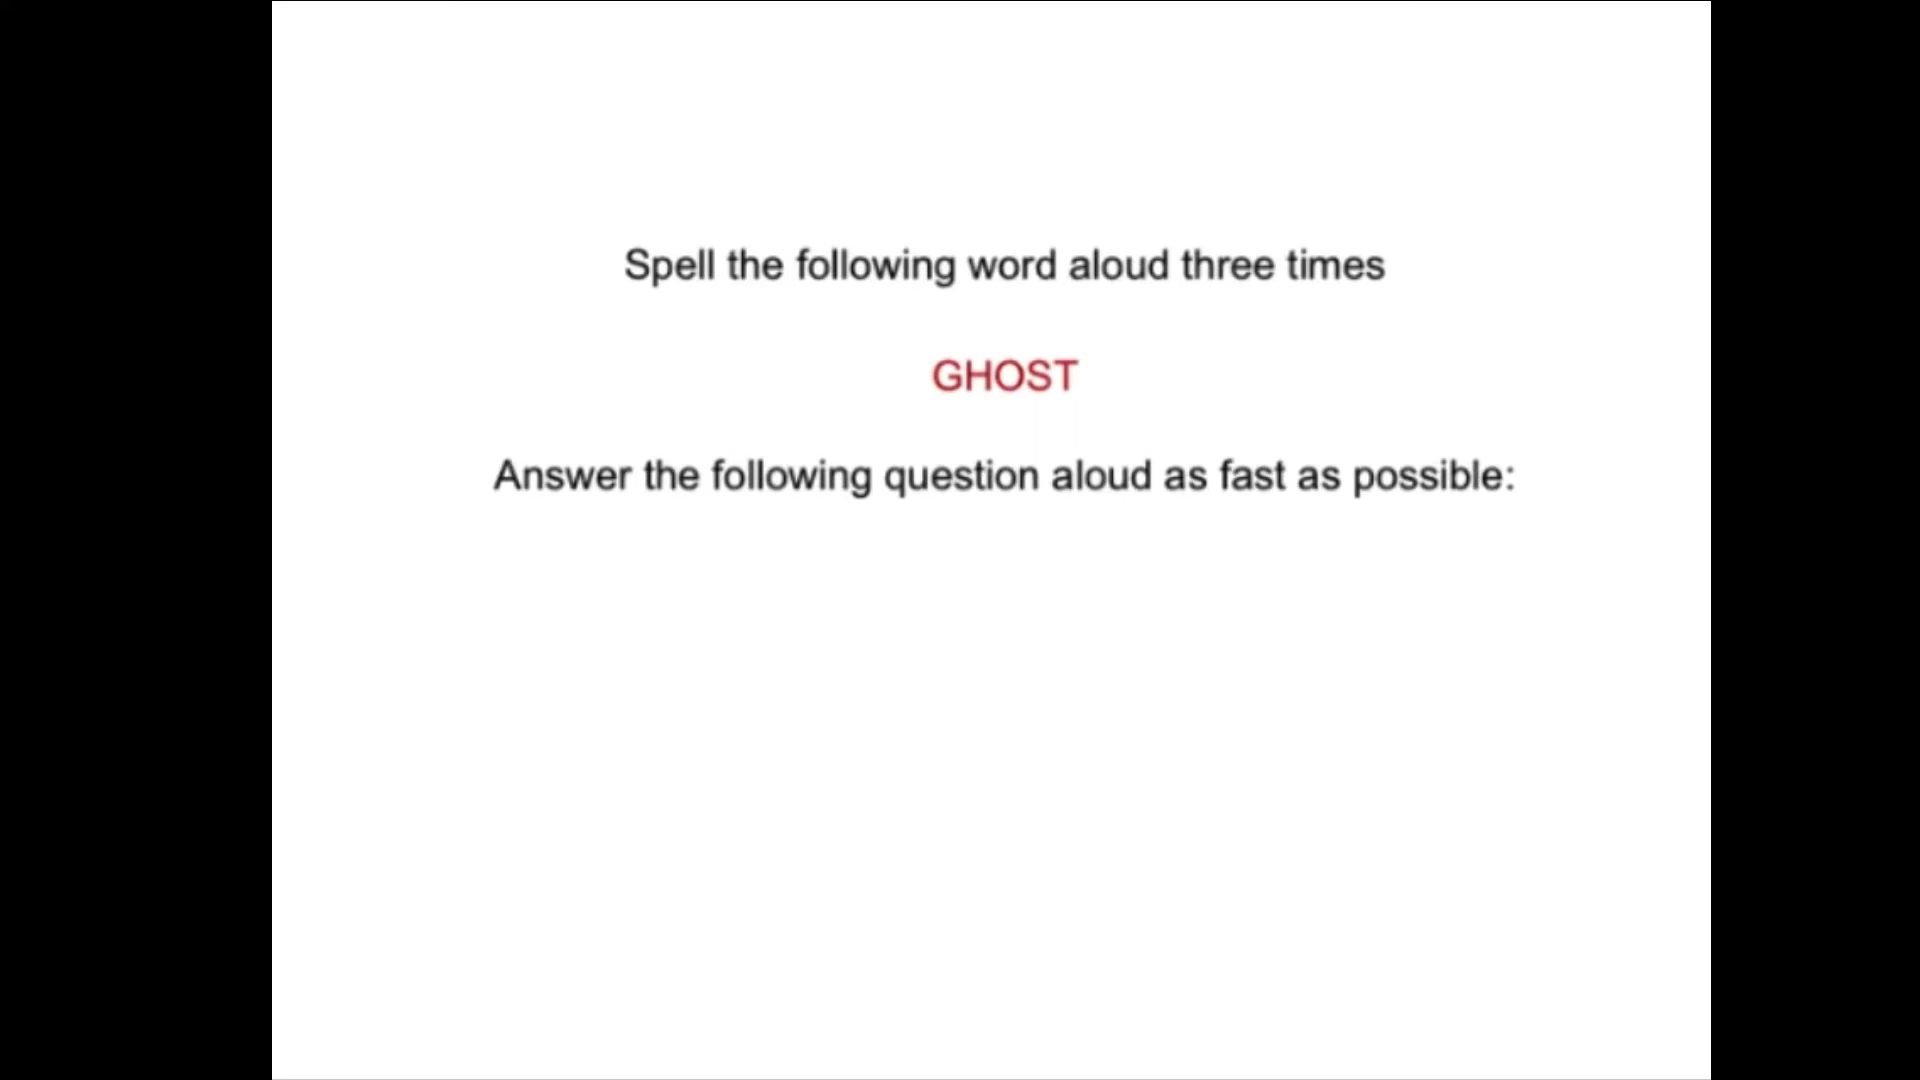 Spell the following word aloud three times
GHOST
Answer the following question aloud as fast as possible: